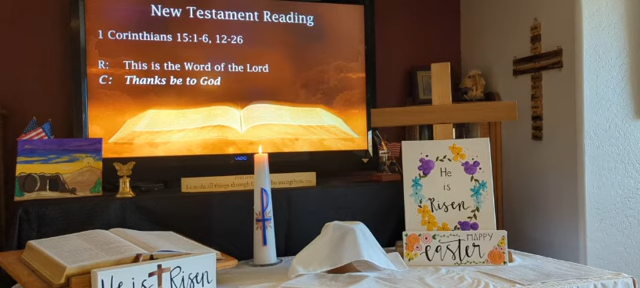 New Testament Reading
1 Corinthians 15:1-6, 12-26
R: This is the Word of the Lord
C: Thanks be to God
VIZIO
He
is
Risen
HAPPY
easter
He is Risen